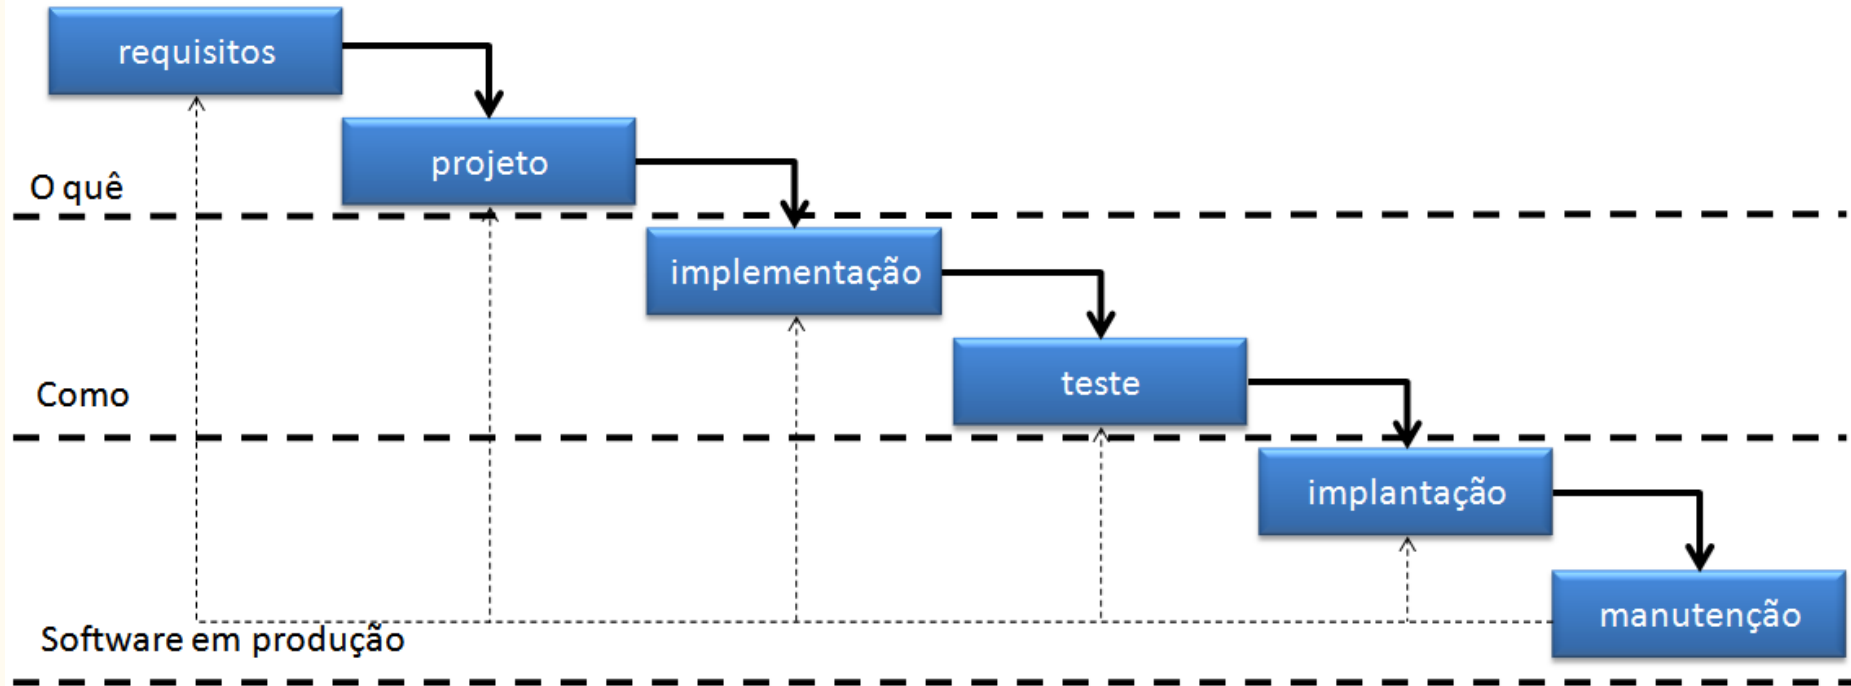 requisitos
projeto
O quê
implementação
teste
Como
implantação
manutenção
Software em produção